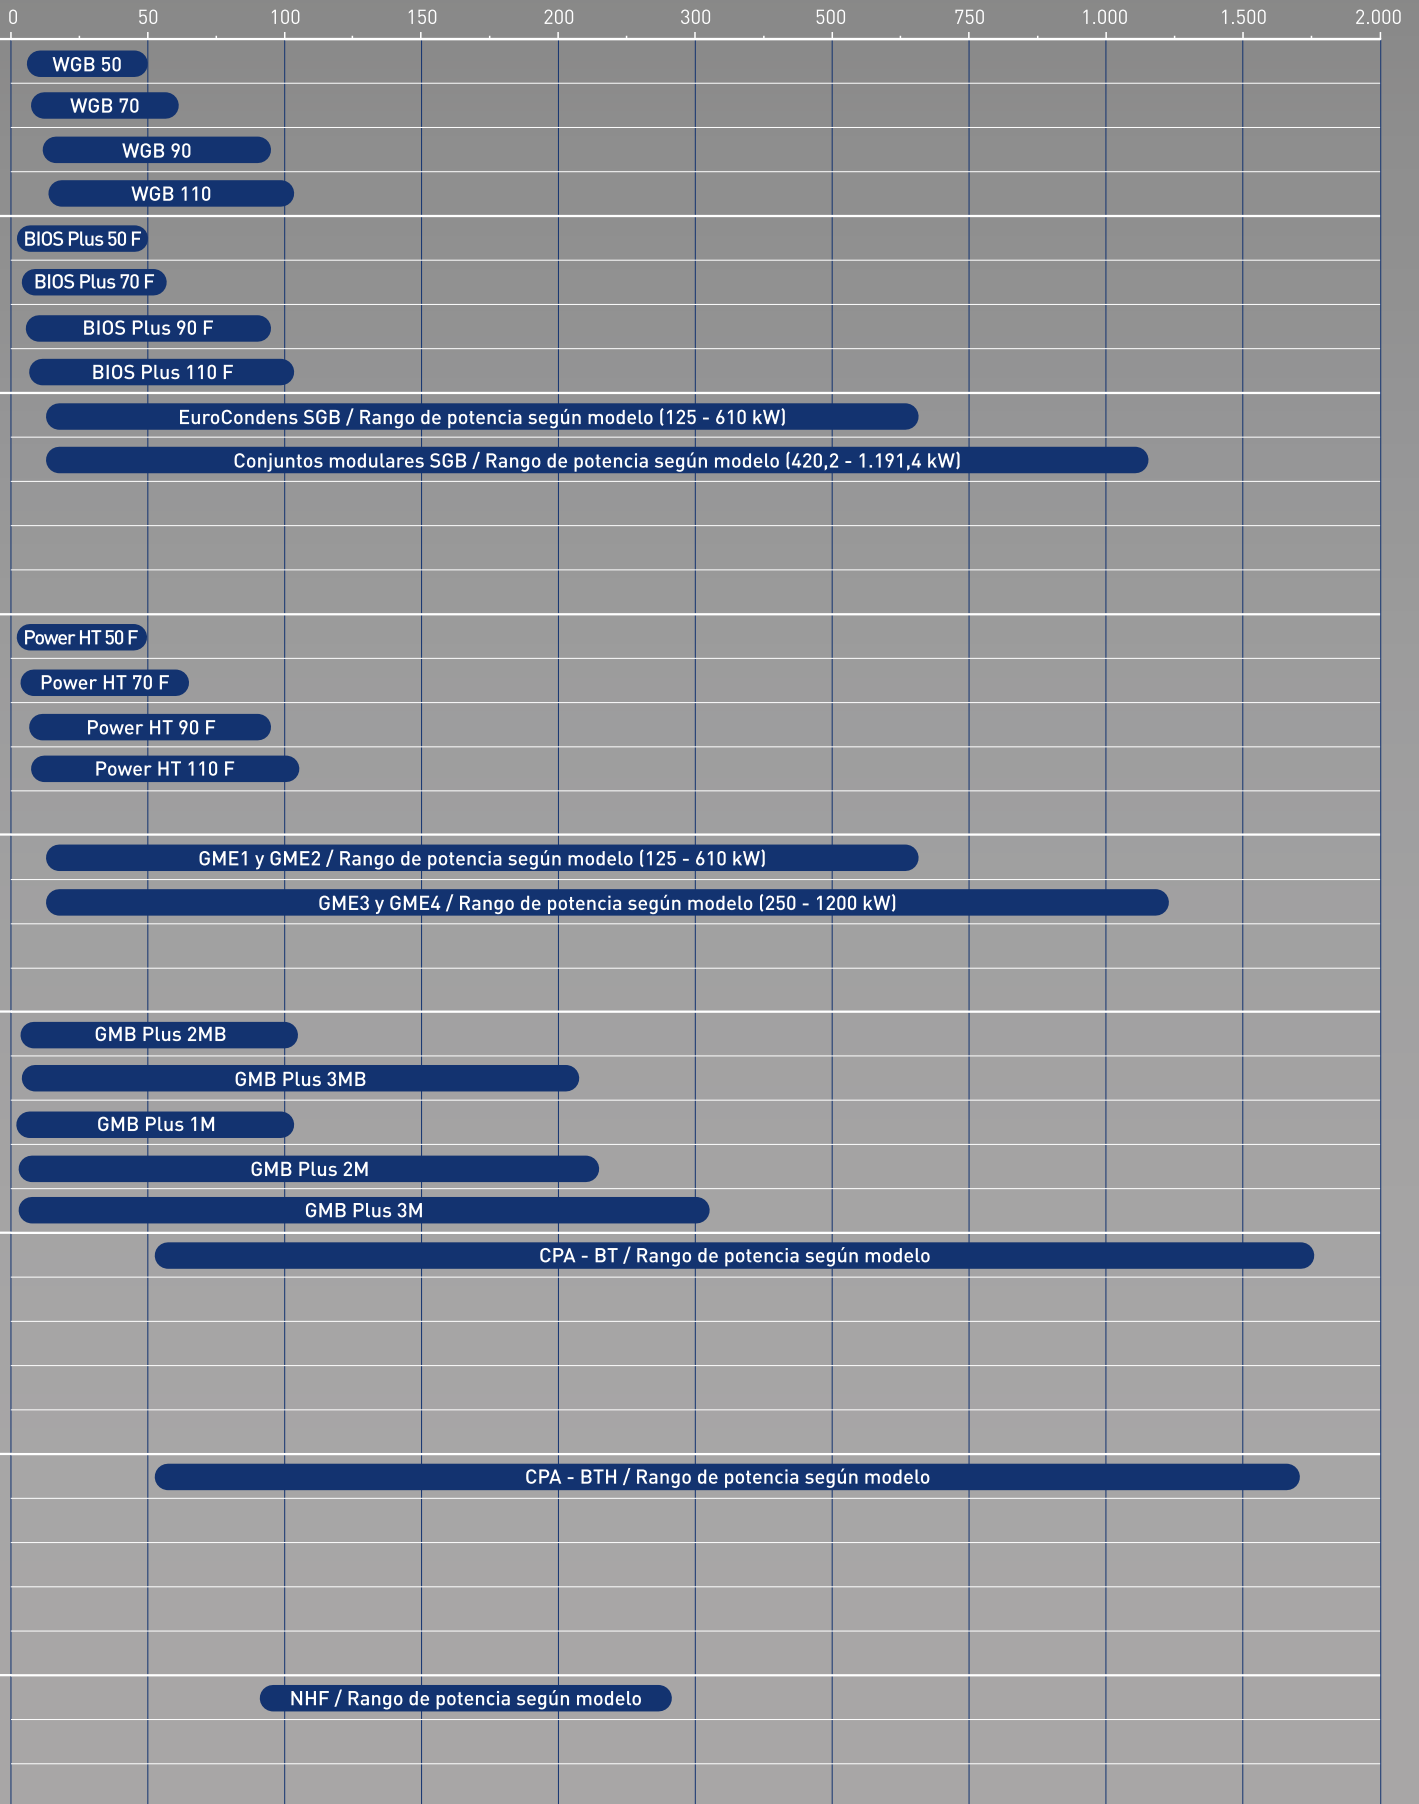 0 50 100 150 200 300 500 750 1.000 1.500 2.000
WGB 50
WGB 70
WGB 90
WGB 110
BIOS Plus 50 F
BIOS Plus 70 F
BIOS Plus 90 F
BIOS Plus 110 F
EuroCondens SGB / Rango de potencia según modelo (125 - 610 kW)
Conjuntos modulares SGB / Rango de potencia según modelo (420,2 - 1.191,4 kW)
Power HT 50 F
Power HT 70 F
Power HT 90 F
Power HT 110 F
GME1 y GME2 / Rango de potencia según modelo (125 - 610 kW)
GME3 y GME4 / Rango de potencia según modelo (250 - 1200 kW)
GMB Plus 2MB
GMB Plus 3MB
GMB Plus 1M
GMB Plus 2M
GMB Plus 3M
CPA - BT / Rango de potencia según modelo
CPA - BTH / Rango de potencia según modelo
NHF / Rango de potencia según modelo